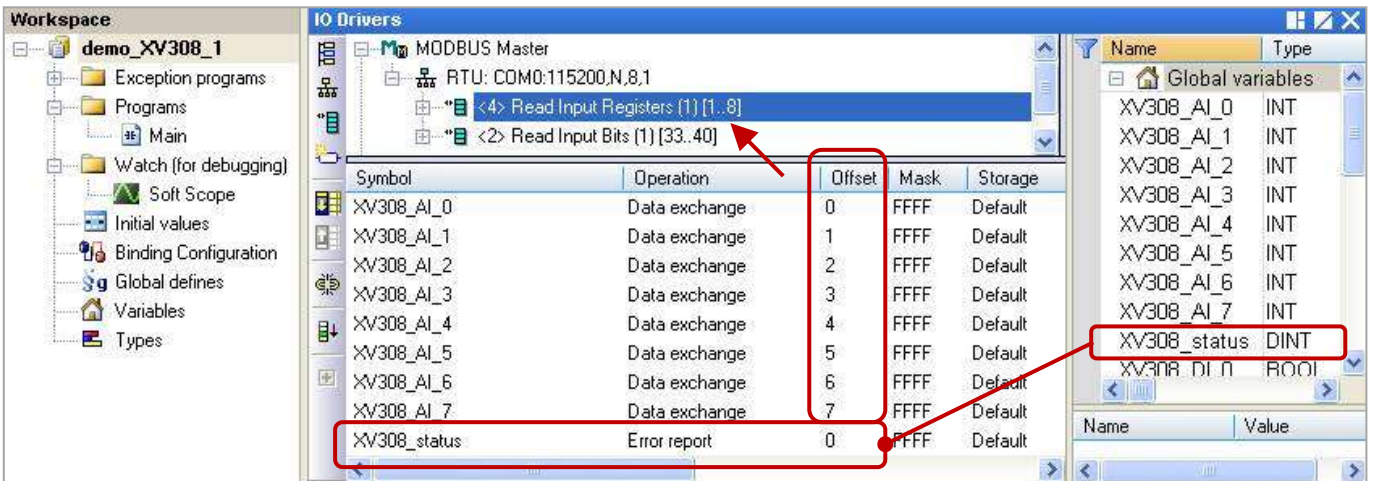 Workspace
demo_XV308_1
Exception programs
Programs
Main
Watch (for debugging)
Soft Scope
Initial values
Binding Configuration
Global defines
Variables
Types
IO Drivers
MODBUS Master
RTU: COM0:115200,N,8,1
<4> Read Input Registers (1) [1..8]
<2> Read Input Bits (1) [33..40]
Symbol Operation Offset Mask Storage
XV308_AI_0 Data exchange 0 FFFF Default
XV308_AI_1 Data exchange 1 FFFF Default
XV308_AI_2 Data exchange 2 FFFF Default
XV308_AI_3 Data exchange 3 FFFF Default
XV308_AI_4 Data exchange 4 FFFF Default
XV308_AI_5 Data exchange 5 FFFF Default
XV308_AI_6 Data exchange 6 FFFF Default
XV308_AI_7 Data exchange 7 FFFF Default
XV308_status Error report 0 FFFF Default
Name Type
Global variables
XV308_AI_0 INT
XV308_AI_1 INT
XV308_AI_2 INT
XV308_AI_3 INT
XV308_AI_4 INT
XV308_AI_5 INT
XV308_AI_6 INT
XV308_AI_7 INT
XV308_status DINT
XV308_DI_0 BOOL
Name Value